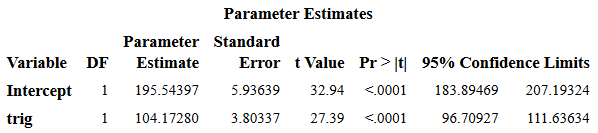 Parameter Estimates
Parameter Standard
Variable DF Estimate Error t Value Pr > |t| 95% Confidence Limits
Intercept 1 195.54397 5.93639 32.94 <.0001 183.89469 207.19324
trig 1 104.17280 3.80337 27.39 <.0001 96.70927 111.63634